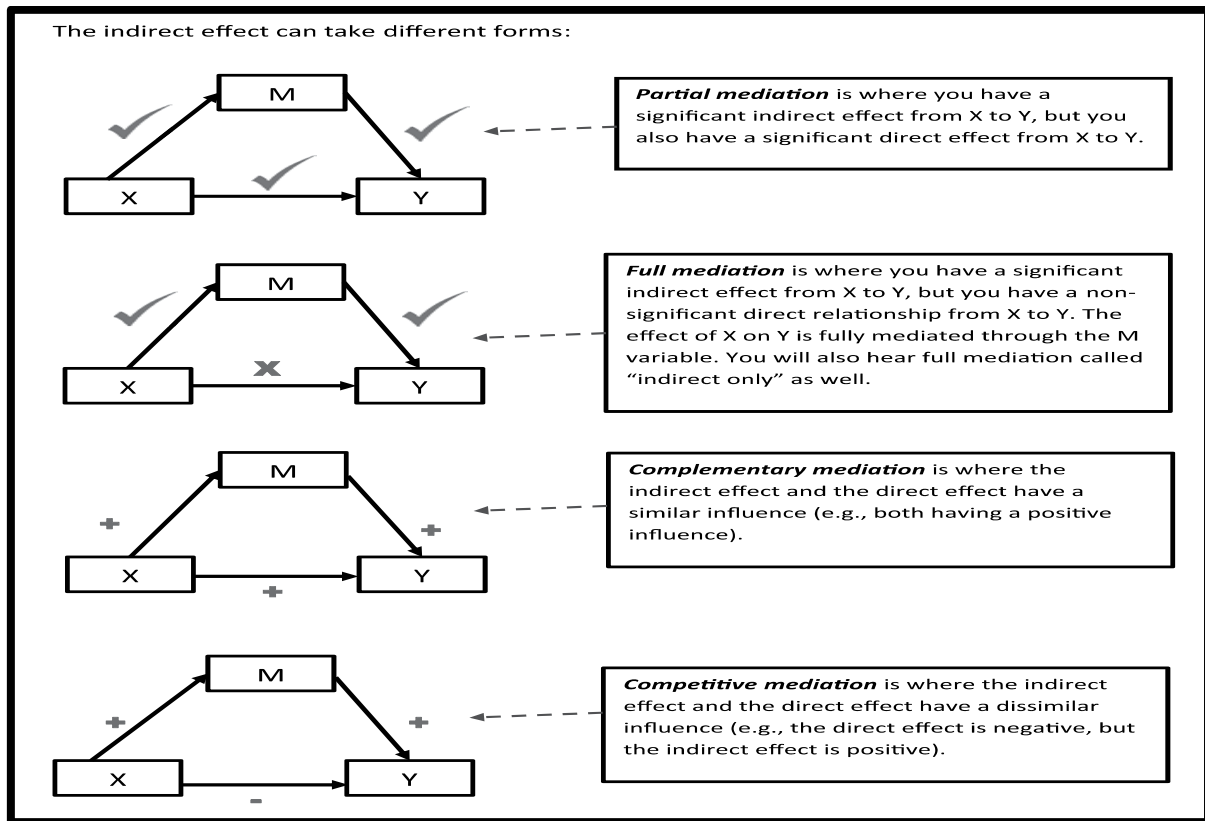 The indirect effect can take different forms:
M
X
Y
Partial mediation is where you have a
significant indirect effect from X to Y, but you
also have a significant direct effect from X to Y.
M
X
Y
Full mediation is where you have a significant
indirect effect from X to Y, but you have a non-
significant direct relationship from X to Y. The
effect of X on Y is fully mediated through the M
variable. You will also hear full mediation called
“indirect only” as well.
M
+
+
X
Y
+
Complementary mediation is where the
indirect effect and the direct effect have a
similar influence (e.g., both having a positive
influence).
M
+
+
X
Y
-
Competitive mediation is where the indirect
effect and the direct effect have a dissimilar
influence (e.g., the direct effect is negative, but
the indirect effect is positive).